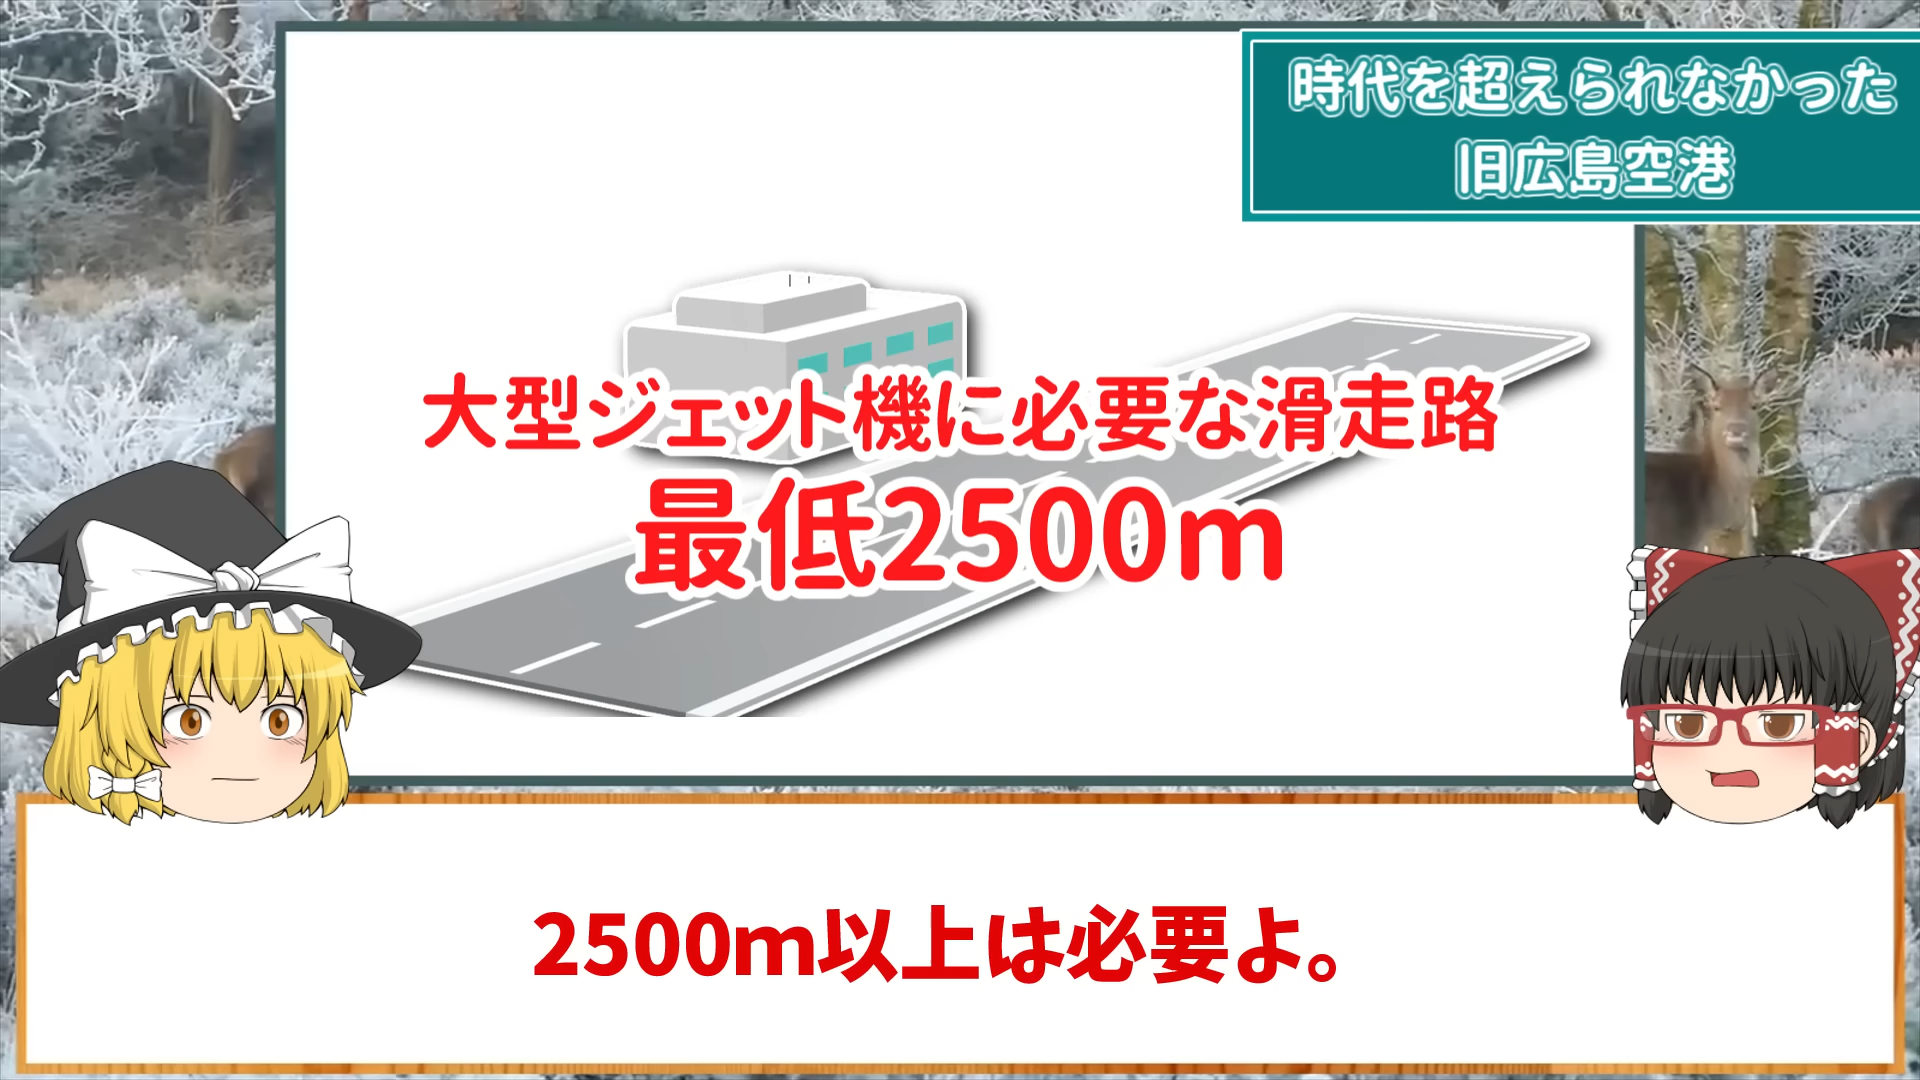 時代を超えられなかった
旧広島空港
大型ジェット機に必要な滑走路
最低2500m
2500m以上は必要よ。